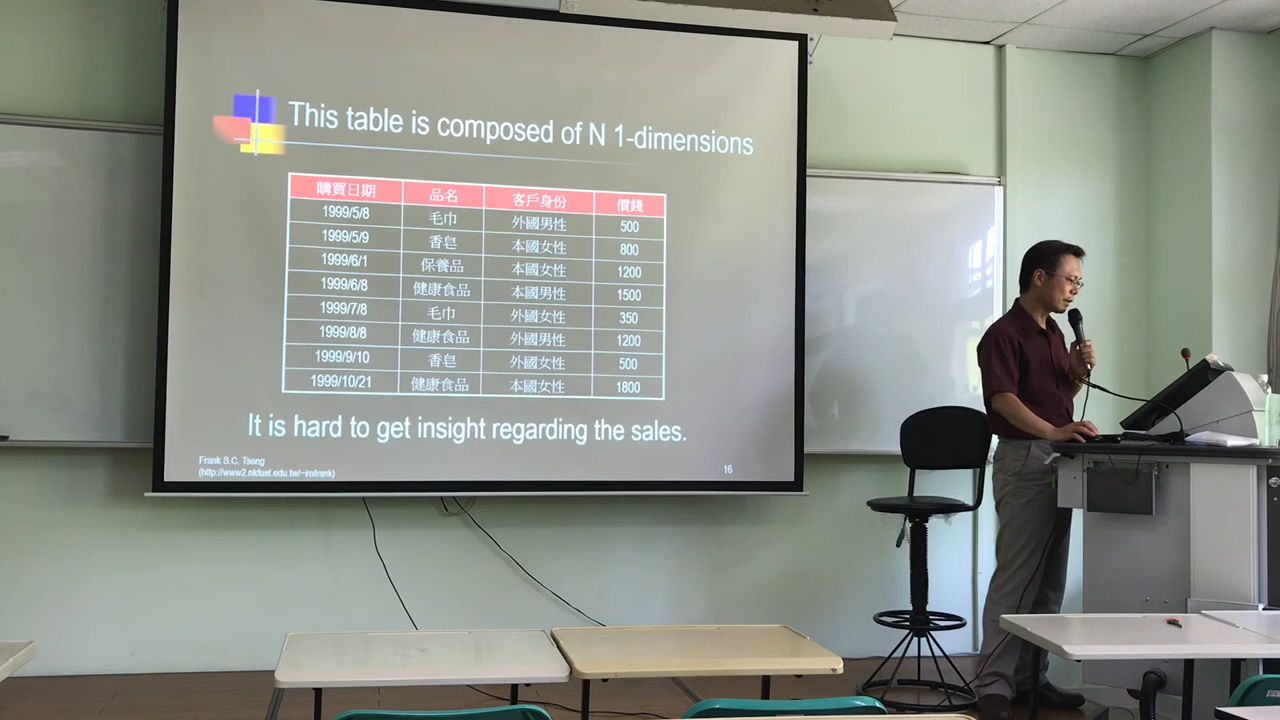 This table is composed of N 1-dimensions
購買日期 品名 客戶身份 價錢
1999/5/8 毛巾 外國男性 500
1999/5/9 香皂 本國女性 800
1999/6/1 保養品 本國女性 1200
1999/6/8 健康食品 本國男性 1500
1999/7/8 毛巾 外國女性 350
1999/8/8 健康食品 外國男性 1200
1999/9/10 香皂 外國女性 500
1999/10/21 健康食品 本國女性 1800
It is hard to get insight regarding the sales.
Frank S.C. Tseng
(http://www2.nkfust.edu.tw/~imfrank)
16